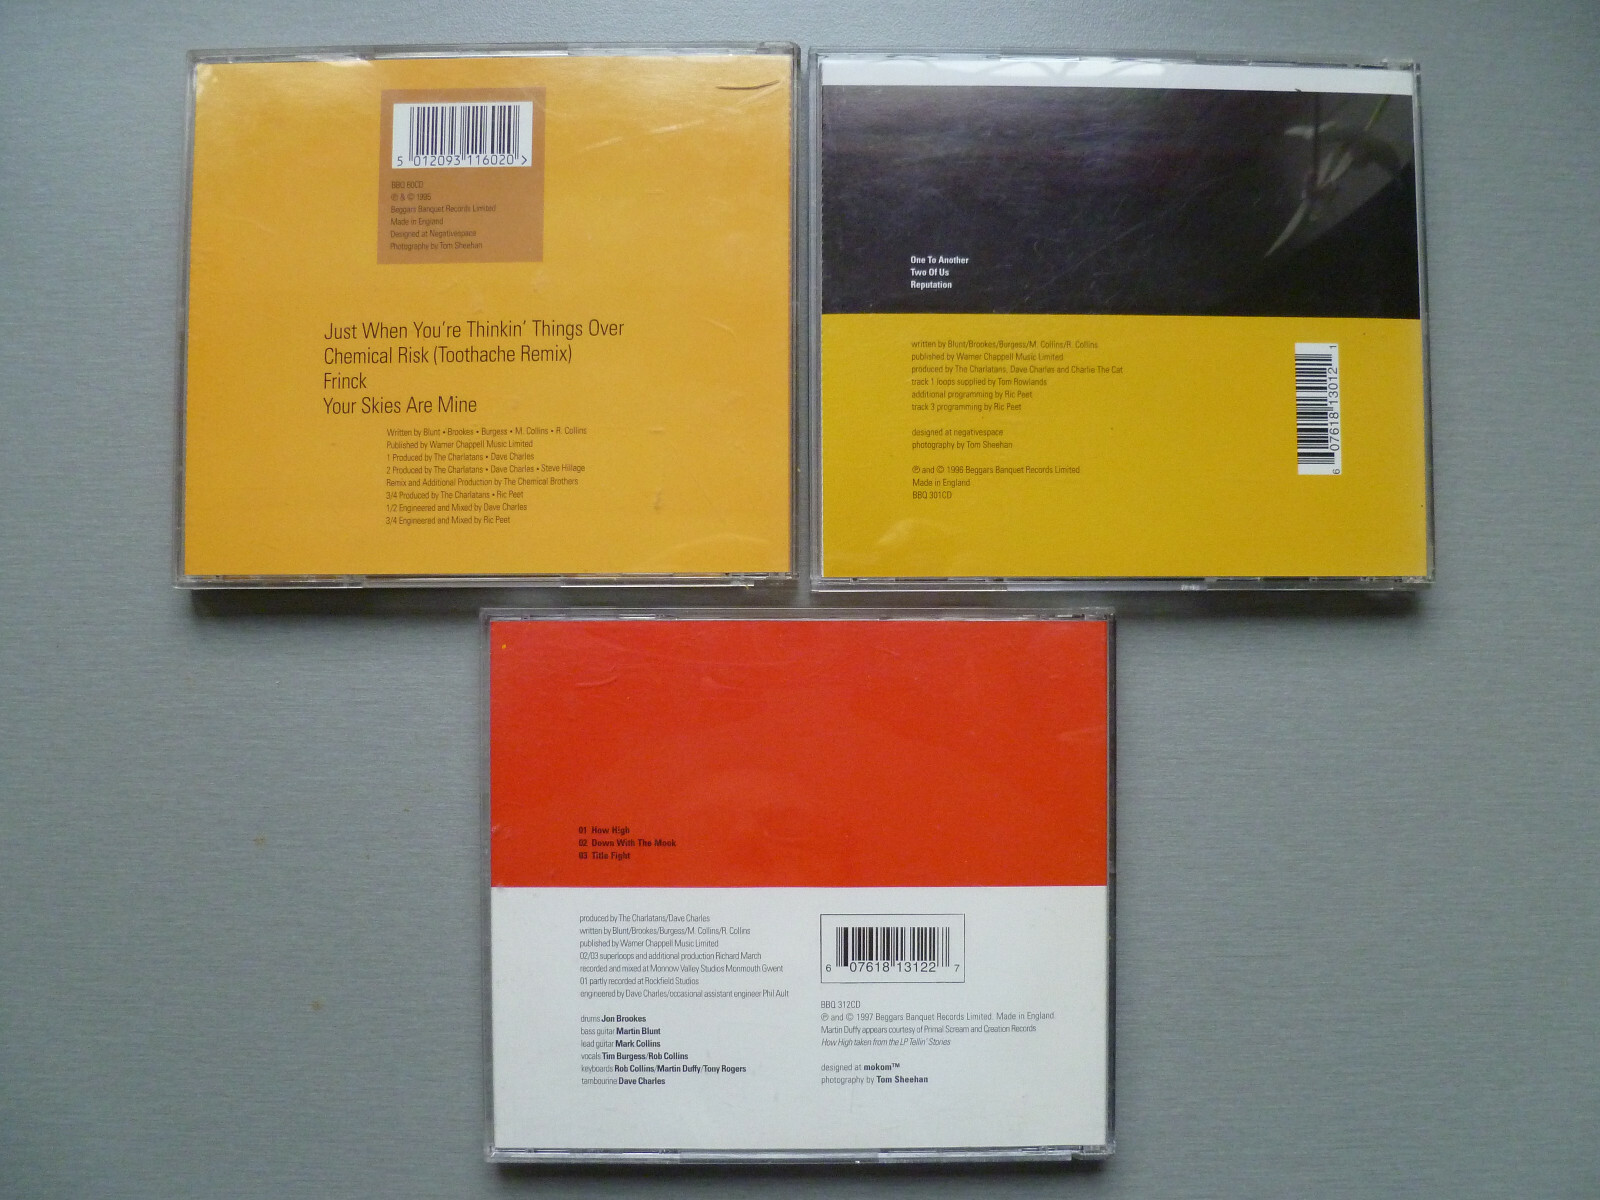 5 012093 116020 >
BBQ 60CD
℗ & © 1995
Beggars Banquet Records Limited
Made in England
Designed at Negativespace
Photography by Tom Sheehan
Just When You're Thinkin' Things Over
Chemical Risk (Toothache Remix)
Frinck
Your Skies Are Mine
Written by Blunt • Brookes • Burgess • M. Collins • R. Collins
Published by Warner Chappell Music Limited
1 Produced by The Charlatans • Dave Charles
2 Produced by The Charlatans • Dave Charles • Steve Hillage
Remix and Additional Production by The Chemical Brothers
3/4 Produced by The Charlatans • Ric Peet
1/2 Engineered and Mixed by Dave Charles
3/4 Engineered and Mixed by Ric Peet
One To Another
Two Of Us
Reputation
written by Blunt/Brookes/Burgess/M. Collins/R. Collins
published by Warner Chappell Music Limited
produced by The Charlatans, Dave Charles and Charlie The Cat
track 1 loops supplied by Tom Rowlands
additional programming by Ric Peet
track 3 programming by Ric Peet
designed at negativespace
photography by Tom Sheehan
℗ and © 1996 Beggars Banquet Records Limited
Made in England
BBQ 301CD
6 07618 13012 1
01 How High
02 Down With The Mook
03 Title Fight
produced by The Charlatans/Dave Charles
written by Blunt/Brookes/Burgess/M. Collins/R. Collins
published by Warner Chappell Music Limited
02/03 superloops and additional production Richard March
recorded and mixed at Monnow Valley Studios Monmouth Gwent
01 partly recorded at Rockfield Studios
engineered by Dave Charles/occasional assistant engineer Phil Ault
drums Jon Brookes
bass guitar Martin Blunt
lead guitar Mark Collins
vocals Tim Burgess/Rob Collins
keyboards Rob Collins/Martin Duffy/Tony Rogers
tambourine Dave Charles
6 07618 13122 7
BBQ 312CD
℗ and © 1997 Beggars Banquet Records Limited. Made in England
Martin Duffy appears courtesy of Primal Scream and Creation Records
How High taken from the LP Tellin' Stories
designed at mokom™
photography by Tom Sheehan